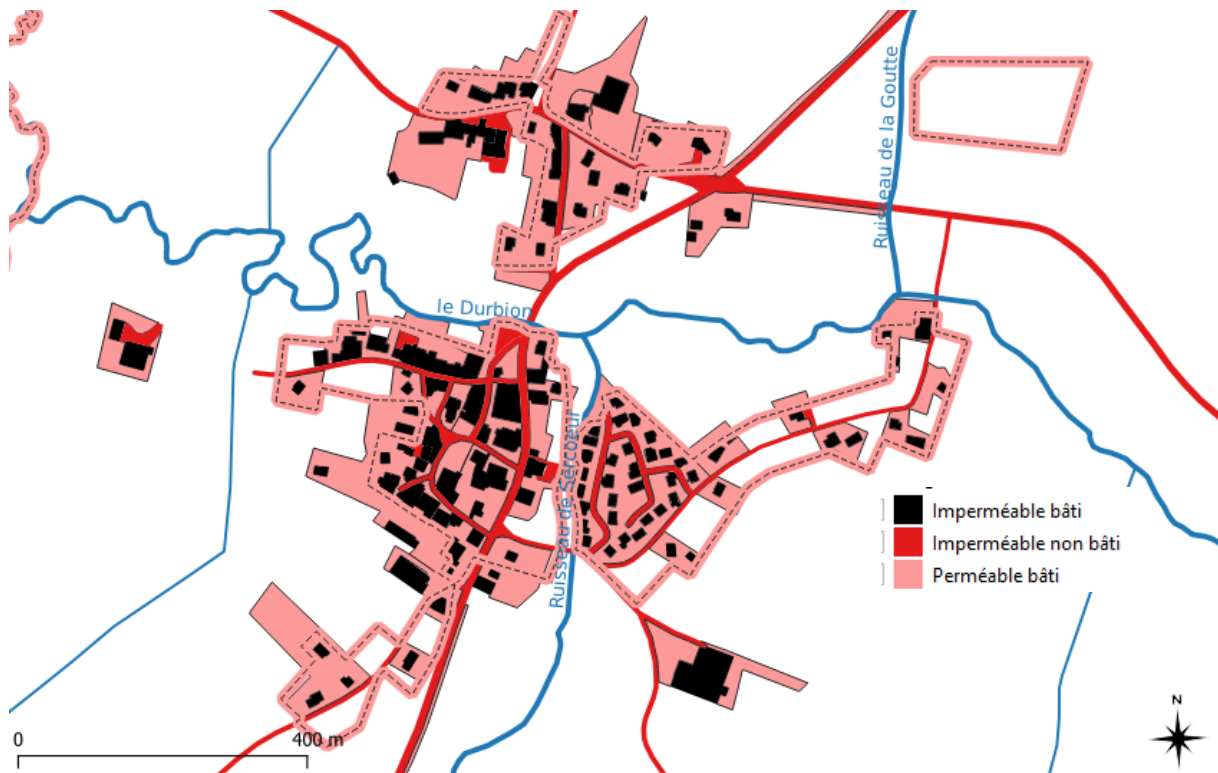 Ruisseau de la Goutte
le Durbion
Ruisseau de Sercoeur
Imperméable bâti
Imperméable non bâti
Perméable bâti
N
0
400 m